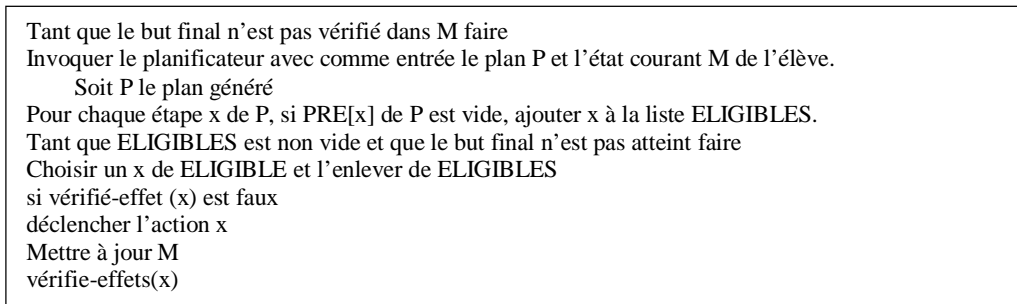 Tant que le but final n’est pas vérifié dans M faire
Invoquer le planificateur avec comme entrée le plan P et l’état courant M de l’élève.
Soit P le plan généré
Pour chaque étape x de P, si PRE[x] de P est vide, ajouter x à la liste ELIGIBLES.
Tant que ELIGIBLES est non vide et que le but final n’est pas atteint faire
Choisir un x de ELIGIBLE et l’enlever de ELIGIBLES
si vérifié-effet (x) est faux
déclencher l’action x
Mettre à jour M
vérifie-effets(x)